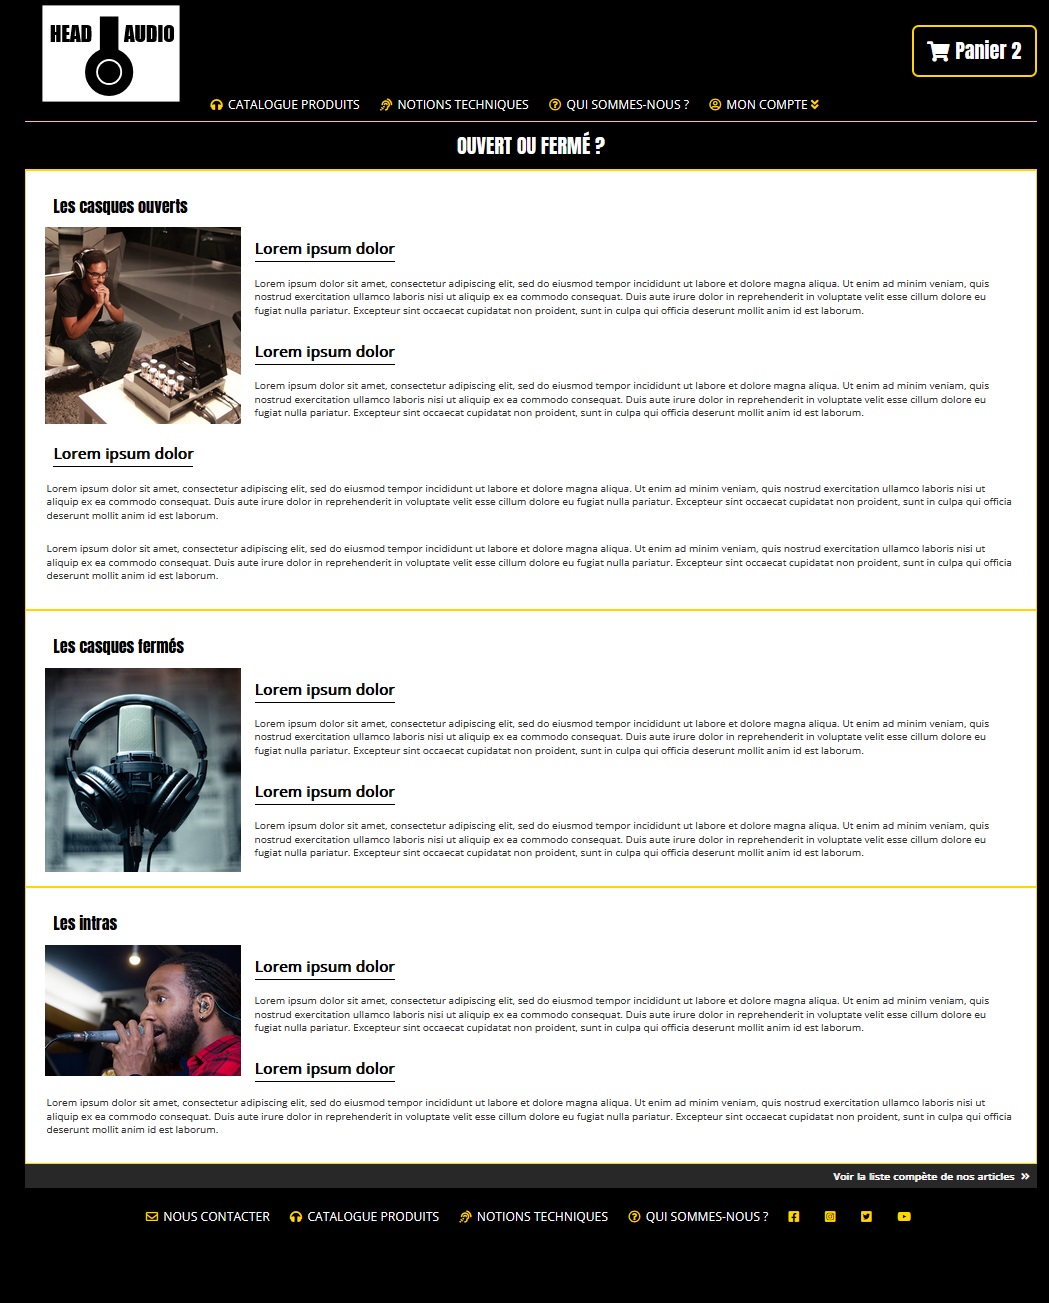 HEAD AUDIO
Panier 2
CATALOGUE PRODUITS NOTIONS TECHNIQUES QUI SOMMES-NOUS ? MON COMPTE
OUVERT OU FERMÉ ?
Les casques ouverts
Lorem ipsum dolor
Lorem ipsum dolor sit amet, consectetur adipiscing elit, sed do eiusmod tempor incididunt ut labore et dolore magna aliqua. Ut enim ad minim veniam, quis
nostrud exercitation ullamco laboris nisi ut aliquip ex ea commodo consequat. Duis aute irure dolor in reprehenderit in voluptate velit esse cillum dolore eu
fugiat nulla pariatur. Excepteur sint occaecat cupidatat non proident, sunt in culpa qui officia deserunt mollit anim id est laborum.
Lorem ipsum dolor
Lorem ipsum dolor sit amet, consectetur adipiscing elit, sed do eiusmod tempor incididunt ut labore et dolore magna aliqua. Ut enim ad minim veniam, quis
nostrud exercitation ullamco laboris nisi ut aliquip ex ea commodo consequat. Duis aute irure dolor in reprehenderit in voluptate velit esse cillum dolore eu
fugiat nulla pariatur. Excepteur sint occaecat cupidatat non proident, sunt in culpa qui officia deserunt mollit anim id est laborum.
Lorem ipsum dolor
Lorem ipsum dolor sit amet, consectetur adipiscing elit, sed do eiusmod tempor incididunt ut labore et dolore magna aliqua. Ut enim ad minim veniam, quis nostrud exercitation ullamco laboris nisi ut
aliquip ex ea commodo consequat. Duis aute irure dolor in reprehenderit in voluptate velit esse cillum dolore eu fugiat nulla pariatur. Excepteur sint occaecat cupidatat non proident, sunt in culpa qui officia
deserunt mollit anim id est laborum.
Lorem ipsum dolor sit amet, consectetur adipiscing elit, sed do eiusmod tempor incididunt ut labore et dolore magna aliqua. Ut enim ad minim veniam, quis nostrud exercitation ullamco laboris nisi ut
aliquip ex ea commodo consequat. Duis aute irure dolor in reprehenderit in voluptate velit esse cillum dolore eu fugiat nulla pariatur. Excepteur sint occaecat cupidatat non proident, sunt in culpa qui officia
deserunt mollit anim id est laborum.
Les casques fermés
Lorem ipsum dolor
Lorem ipsum dolor sit amet, consectetur adipiscing elit, sed do eiusmod tempor incididunt ut labore et dolore magna aliqua. Ut enim ad minim veniam, quis
nostrud exercitation ullamco laboris nisi ut aliquip ex ea commodo consequat. Duis aute irure dolor in reprehenderit in voluptate velit esse cillum dolore eu
fugiat nulla pariatur. Excepteur sint occaecat cupidatat non proident, sunt in culpa qui officia deserunt mollit anim id est laborum.
Lorem ipsum dolor
Lorem ipsum dolor sit amet, consectetur adipiscing elit, sed do eiusmod tempor incididunt ut labore et dolore magna aliqua. Ut enim ad minim veniam, quis
nostrud exercitation ullamco laboris nisi ut aliquip ex ea commodo consequat. Duis aute irure dolor in reprehenderit in voluptate velit esse cillum dolore eu
fugiat nulla pariatur. Excepteur sint occaecat cupidatat non proident, sunt in culpa qui officia deserunt mollit anim id est laborum.
Les intras
Lorem ipsum dolor
Lorem ipsum dolor sit amet, consectetur adipiscing elit, sed do eiusmod tempor incididunt ut labore et dolore magna aliqua. Ut enim ad minim veniam, quis
nostrud exercitation ullamco laboris nisi ut aliquip ex ea commodo consequat. Duis aute irure dolor in reprehenderit in voluptate velit esse cillum dolore eu
fugiat nulla pariatur. Excepteur sint occaecat cupidatat non proident, sunt in culpa qui officia deserunt mollit anim id est laborum.
Lorem ipsum dolor
Lorem ipsum dolor sit amet, consectetur adipiscing elit, sed do eiusmod tempor incididunt ut labore et dolore magna aliqua. Ut enim ad minim veniam, quis nostrud exercitation ullamco laboris nisi ut
aliquip ex ea commodo consequat. Duis aute irure dolor in reprehenderit in voluptate velit esse cillum dolore eu fugiat nulla pariatur. Excepteur sint occaecat cupidatat non proident, sunt in culpa qui officia
deserunt mollit anim id est laborum.
Voir la liste compète de nos articles »
NOUS CONTACTER CATALOGUE PRODUITS NOTIONS TECHNIQUES QUI SOMMES-NOUS ?